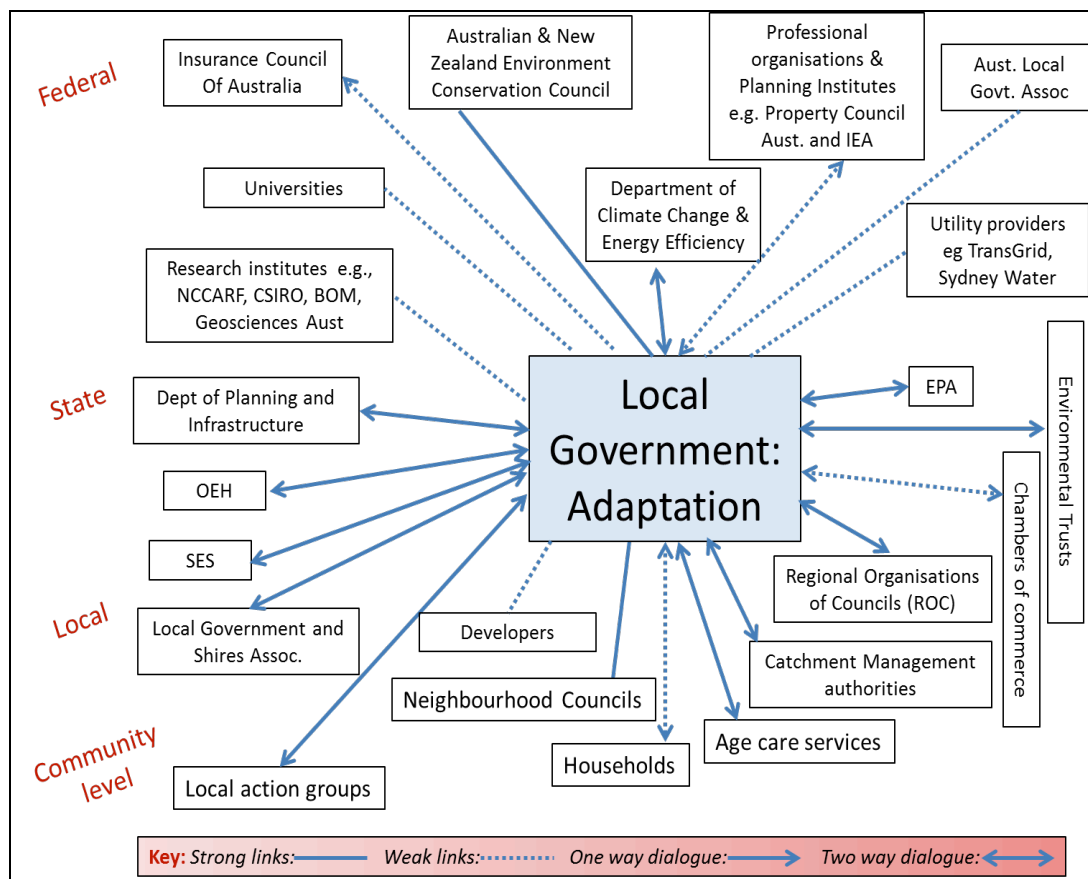 Federal
Insurance Council
Of Australia
Australian & New
Zealand Environment
Conservation Council
Professional
organisations &
Planning Institutes
e.g. Property Council
Aust. and IEA
Aust. Local
Govt. Assoc
Universities
Department of
Climate Change &
Energy Efficiency
Utility providers
eg TransGrid,
Sydney Water
Research institutes e.g.,
NCCARF, CSIRO, BOM,
Geosciences Aust
State
Dept of Planning and
Infrastructure
Local
Government:
Adaptation
EPA
Environmental Trusts
OEH
Chambers of commerce
SES
Regional Organisations
of Councils (ROC)
Local
Local Government and
Shires Assoc.
Developers
Catchment Management
authorities
Neighbourhood Councils
Age care services
Households
Community
level
Local action groups
Key: Strong links: Weak links: One way dialogue: Two way dialogue: